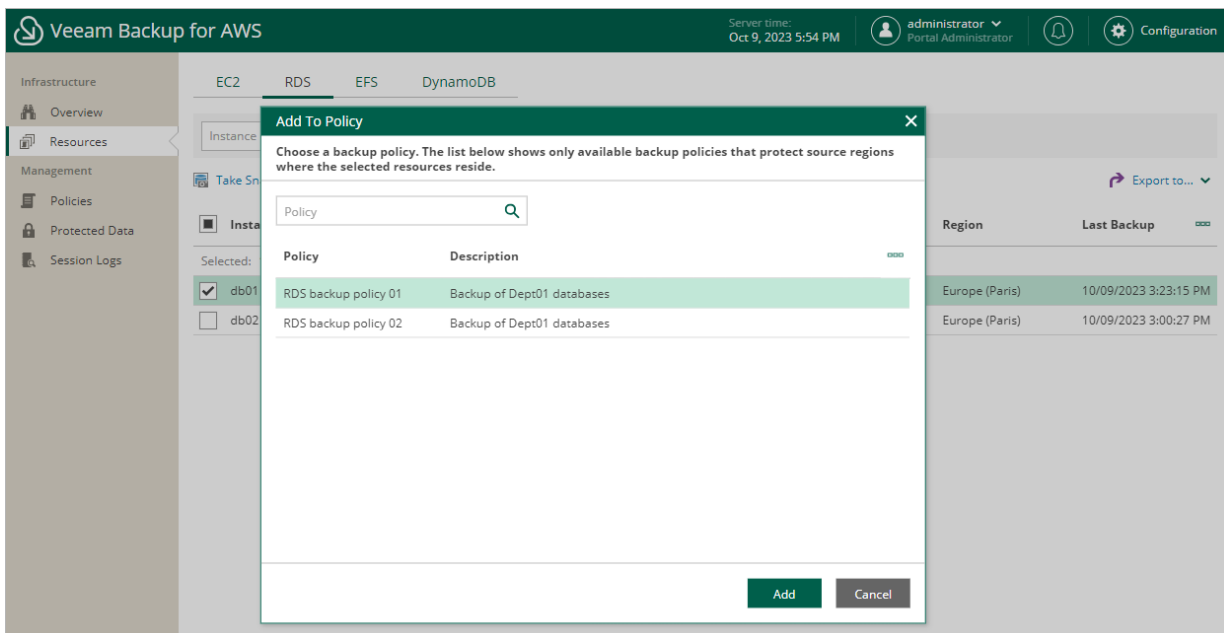 Veeam Backup for AWS
Server time:
Oct 9, 2023 5:54 PM
administrator
Portal Administrator
Configuration
Infrastructure
Overview
Resources
Management
Policies
Protected Data
Session Logs
EC2 RDS EFS DynamoDB
Instance
Take Sn
Export to...
Insta
Region
Last Backup
Selected:
db01
Europe (Paris)
10/09/2023 3:23:15 PM
db02
Europe (Paris)
10/09/2023 3:00:27 PM
Add To Policy
Choose a backup policy. The list below shows only available backup policies that protect source regions
where the selected resources reside.
Policy
Policy Description
RDS backup policy 01 Backup of Dept01 databases
RDS backup policy 02 Backup of Dept01 databases
Add
Cancel